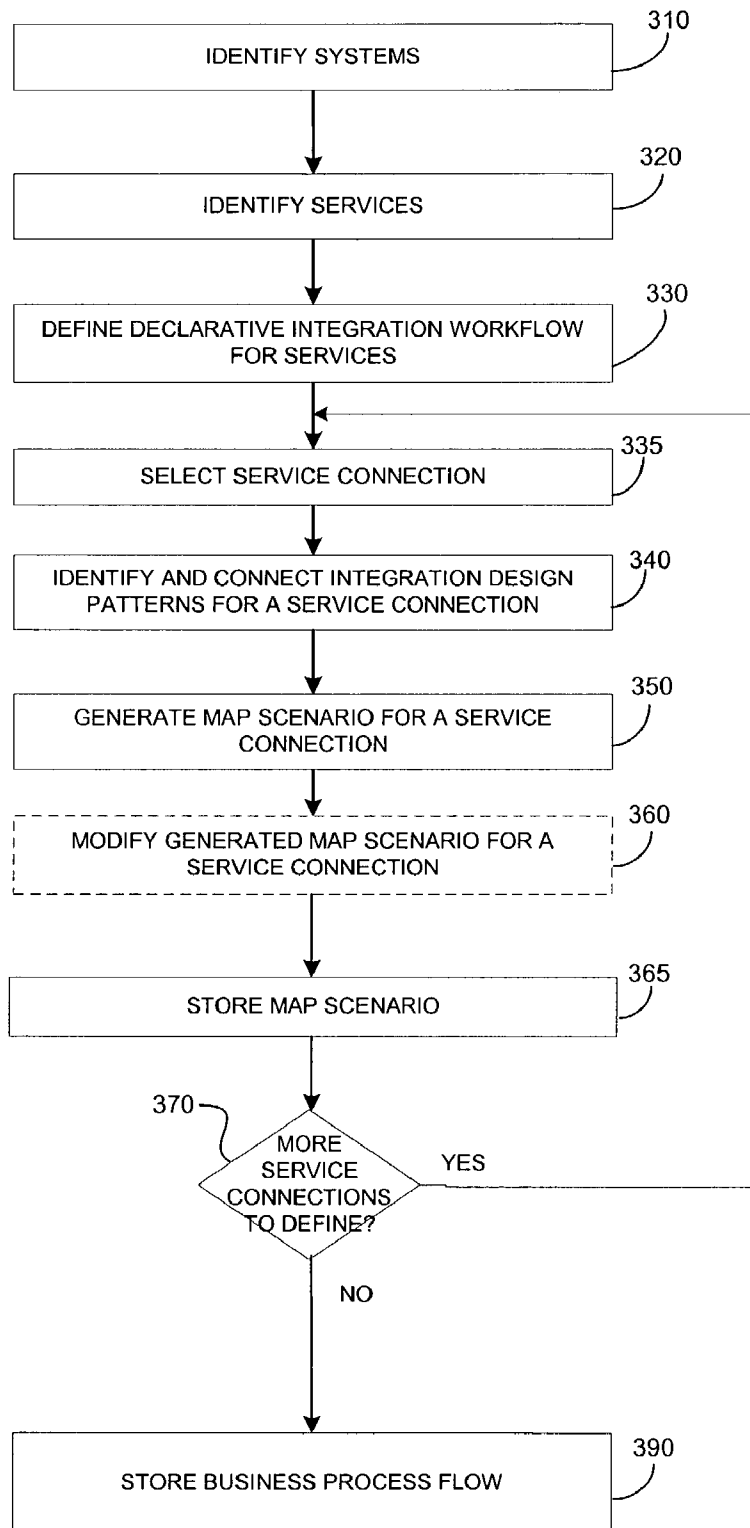 310
IDENTIFY SYSTEMS
320
IDENTIFY SERVICES
330
DEFINE DECLARATIVE INTEGRATION WORKFLOW
FOR SERVICES
335
SELECT SERVICE CONNECTION
340
IDENTIFY AND CONNECT INTEGRATION DESIGN
PATTERNS FOR A SERVICE CONNECTION
350
GENERATE MAP SCENARIO FOR A SERVICE
CONNECTION
360
MODIFY GENERATED MAP SCENARIO FOR A
SERVICE CONNECTION
365
STORE MAP SCENARIO
370
MORE
SERVICE
CONNECTIONS
TO DEFINE?
YES
NO
390
STORE BUSINESS PROCESS FLOW